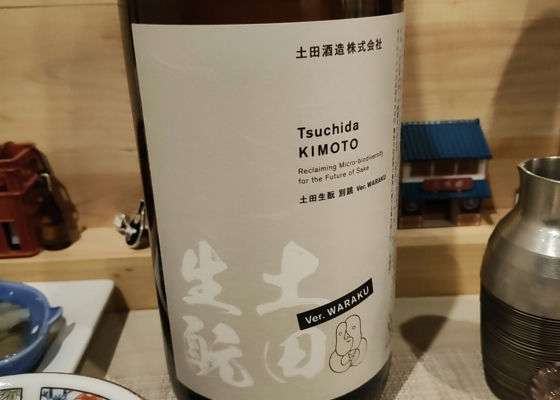 土田酒造株式会社
Tsuchida
KIMOTO
Reclaiming Micro-biodiversity
for the Future of Sake
土田生酛 別誂 Ver. WARAKU
土田
生酛
Ver. WARAKU